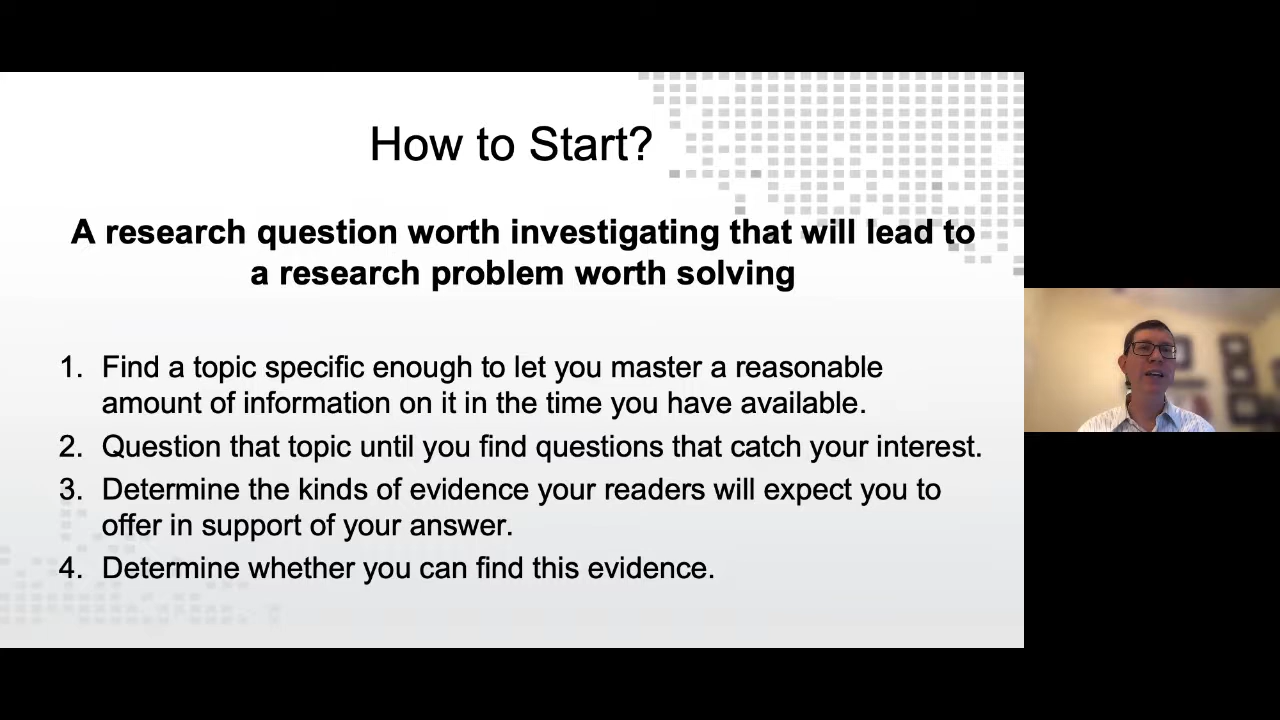 How to Start?
A research question worth investigating that will lead to
a research problem worth solving
1. Find a topic specific enough to let you master a reasonable
amount of information on it in the time you have available.
2. Question that topic until you find questions that catch your interest.
3. Determine the kinds of evidence your readers will expect you to
offer in support of your answer.
4. Determine whether you can find this evidence.